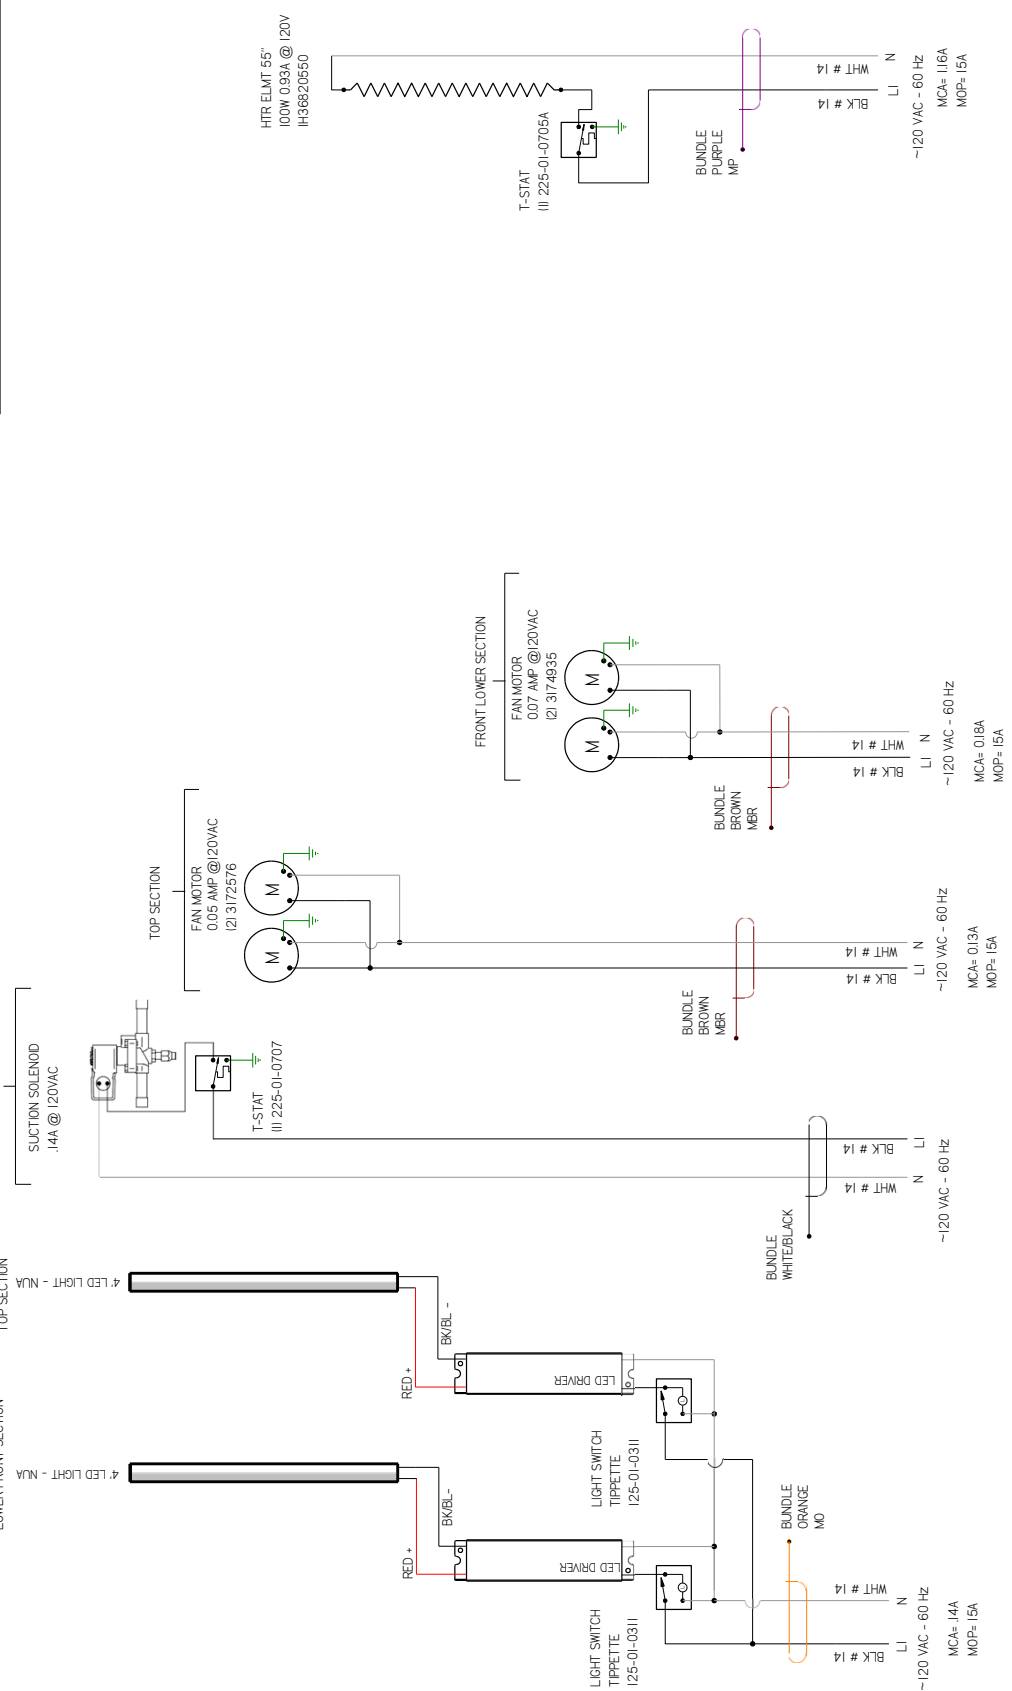 HTR ELMT 55"
100W 0.93A @ 120V
1H36820550
T-STAT
(1) 225-01-0705A
BUNDLE
PURPLE
MP
WHT # 14
BLK # 14
N
L1
~120 VAC - 60 Hz
MCA= 1.16A
MOP= 15A
FRONT LOWER SECTION
FAN MOTOR
0.07 AMP @120VAC
(2) 3174935
M
M
BUNDLE
BROWN
MBR
WHT # 14
BLK # 14
N
L1
~120 VAC - 60 Hz
MCA= 0.18A
MOP= 15A
TOP SECTION
FAN MOTOR
0.05 AMP @120VAC
(2) 3172576
M
M
BUNDLE
BROWN
MBR
WHT # 14
BLK # 14
N
L1
~120 VAC - 60 Hz
MCA= 0.13A
MOP= 15A
SUCTION SOLENOID
.14A @ 120VAC
T-STAT
(1) 225-01-0707
BUNDLE
WHITE/BLACK
BLK # 14
WHT # 14
L1
N
~120 VAC - 60 Hz
TOP SECTION
4' LED LIGHT - NUA
RED +
BK/BL -
LED DRIVER
LIGHT SWITCH
TIPPETTE
125-01-0311
LOWER FRONT SECTION
4' LED LIGHT - NUA
RED +
BK/BL-
LED DRIVER
LIGHT SWITCH
TIPPETTE
125-01-0311
BUNDLE
ORANGE
MO
WHT # 14
BLK # 14
N
L1
~120 VAC - 60 Hz
MCA= .14A
MOP= 15A